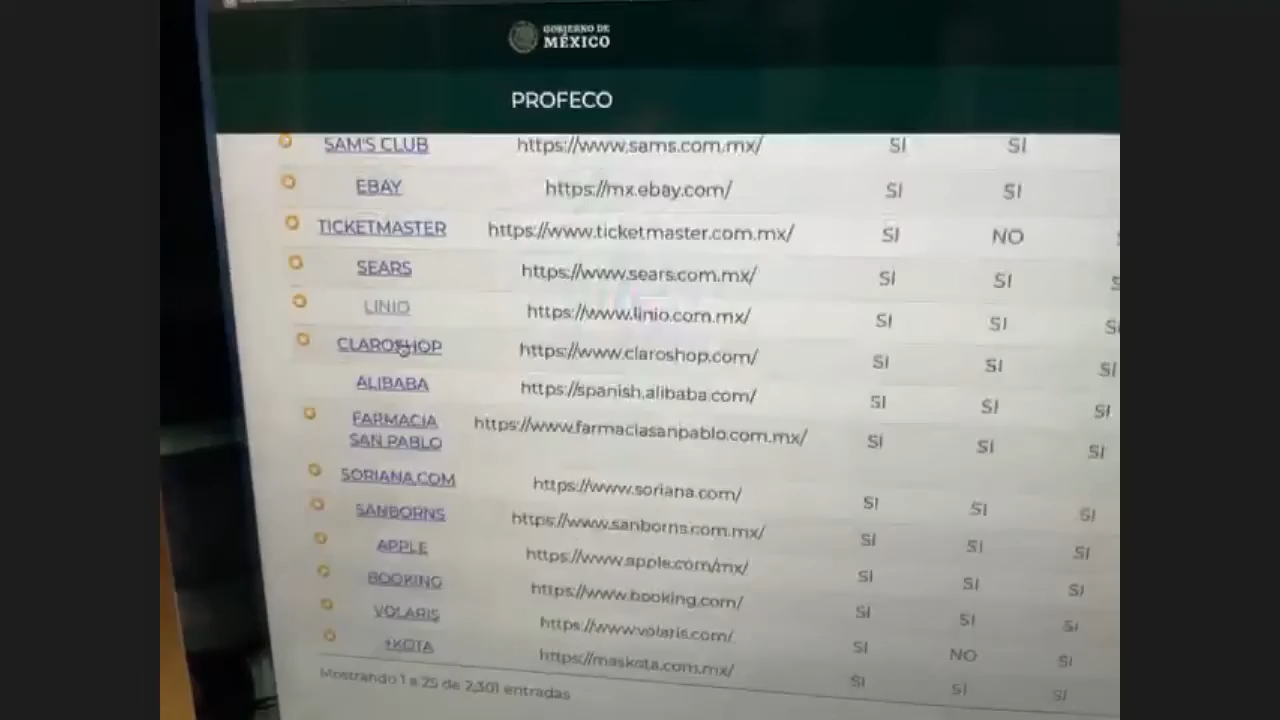 GOBIERNO DE
MÉXICO
PROFECO
SAM'S CLUB https://www.sams.com.mx/ SI SI
EBAY https://mx.ebay.com/ SI SI
TICKETMASTER https://www.ticketmaster.com.mx/ SI NO
SEARS https://www.sears.com.mx/ SI SI
LINIO https://www.linio.com.mx/ SI SI SI
CLAROSHOP https://www.claroshop.com/ SI SI SI
ALIBABA https://spanish.alibaba.com/ SI SI SI
FARMACIA
SAN PABLO https://www.farmaciasanpablo.com.mx/ SI SI SI
SORIANA.COM https://www.soriana.com/ SI SI SI
SANBORNS https://www.sanborns.com.mx/ SI SI SI
APPLE https://www.apple.com/mx/ SI SI SI
BOOKING https://www.booking.com/ SI SI SI
VOLARIS https://www.volaris.com/ SI NO SI
+KOTA https://maskota.com.mx/ SI SI SI
Mostrando 1 a 25 de 2,301 entradas